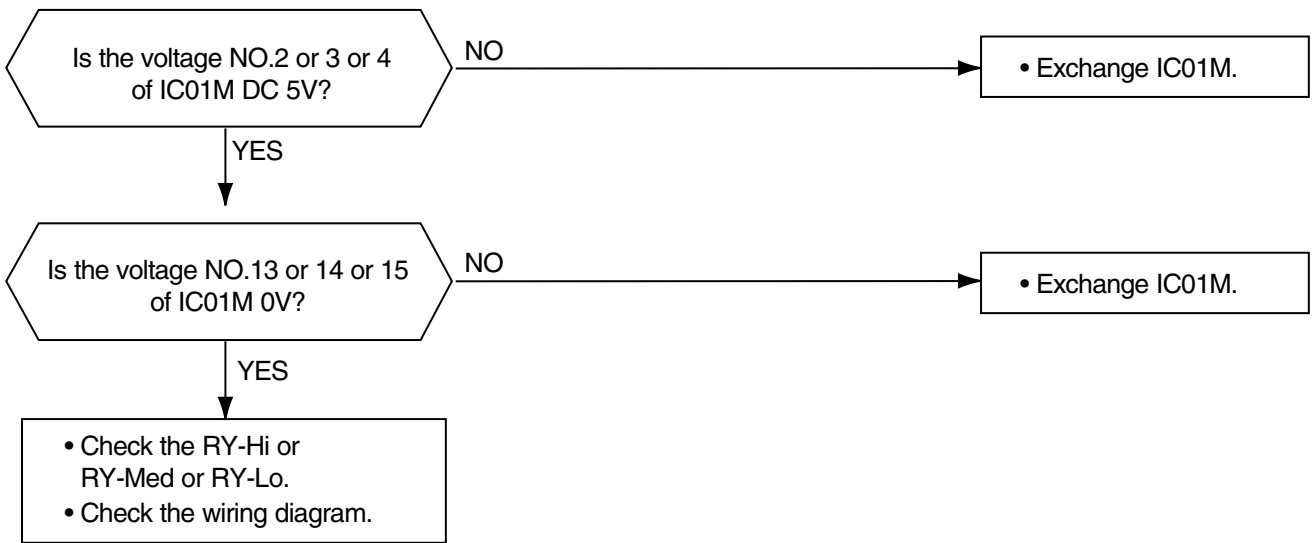 Is the voltage NO.2 or 3 or 4
of IC01M DC 5V?
NO
• Exchange IC01M.
YES
Is the voltage NO.13 or 14 or 15
of IC01M 0V?
NO
• Exchange IC01M.
YES
• Check the RY-Hi or
RY-Med or RY-Lo.
• Check the wiring diagram.